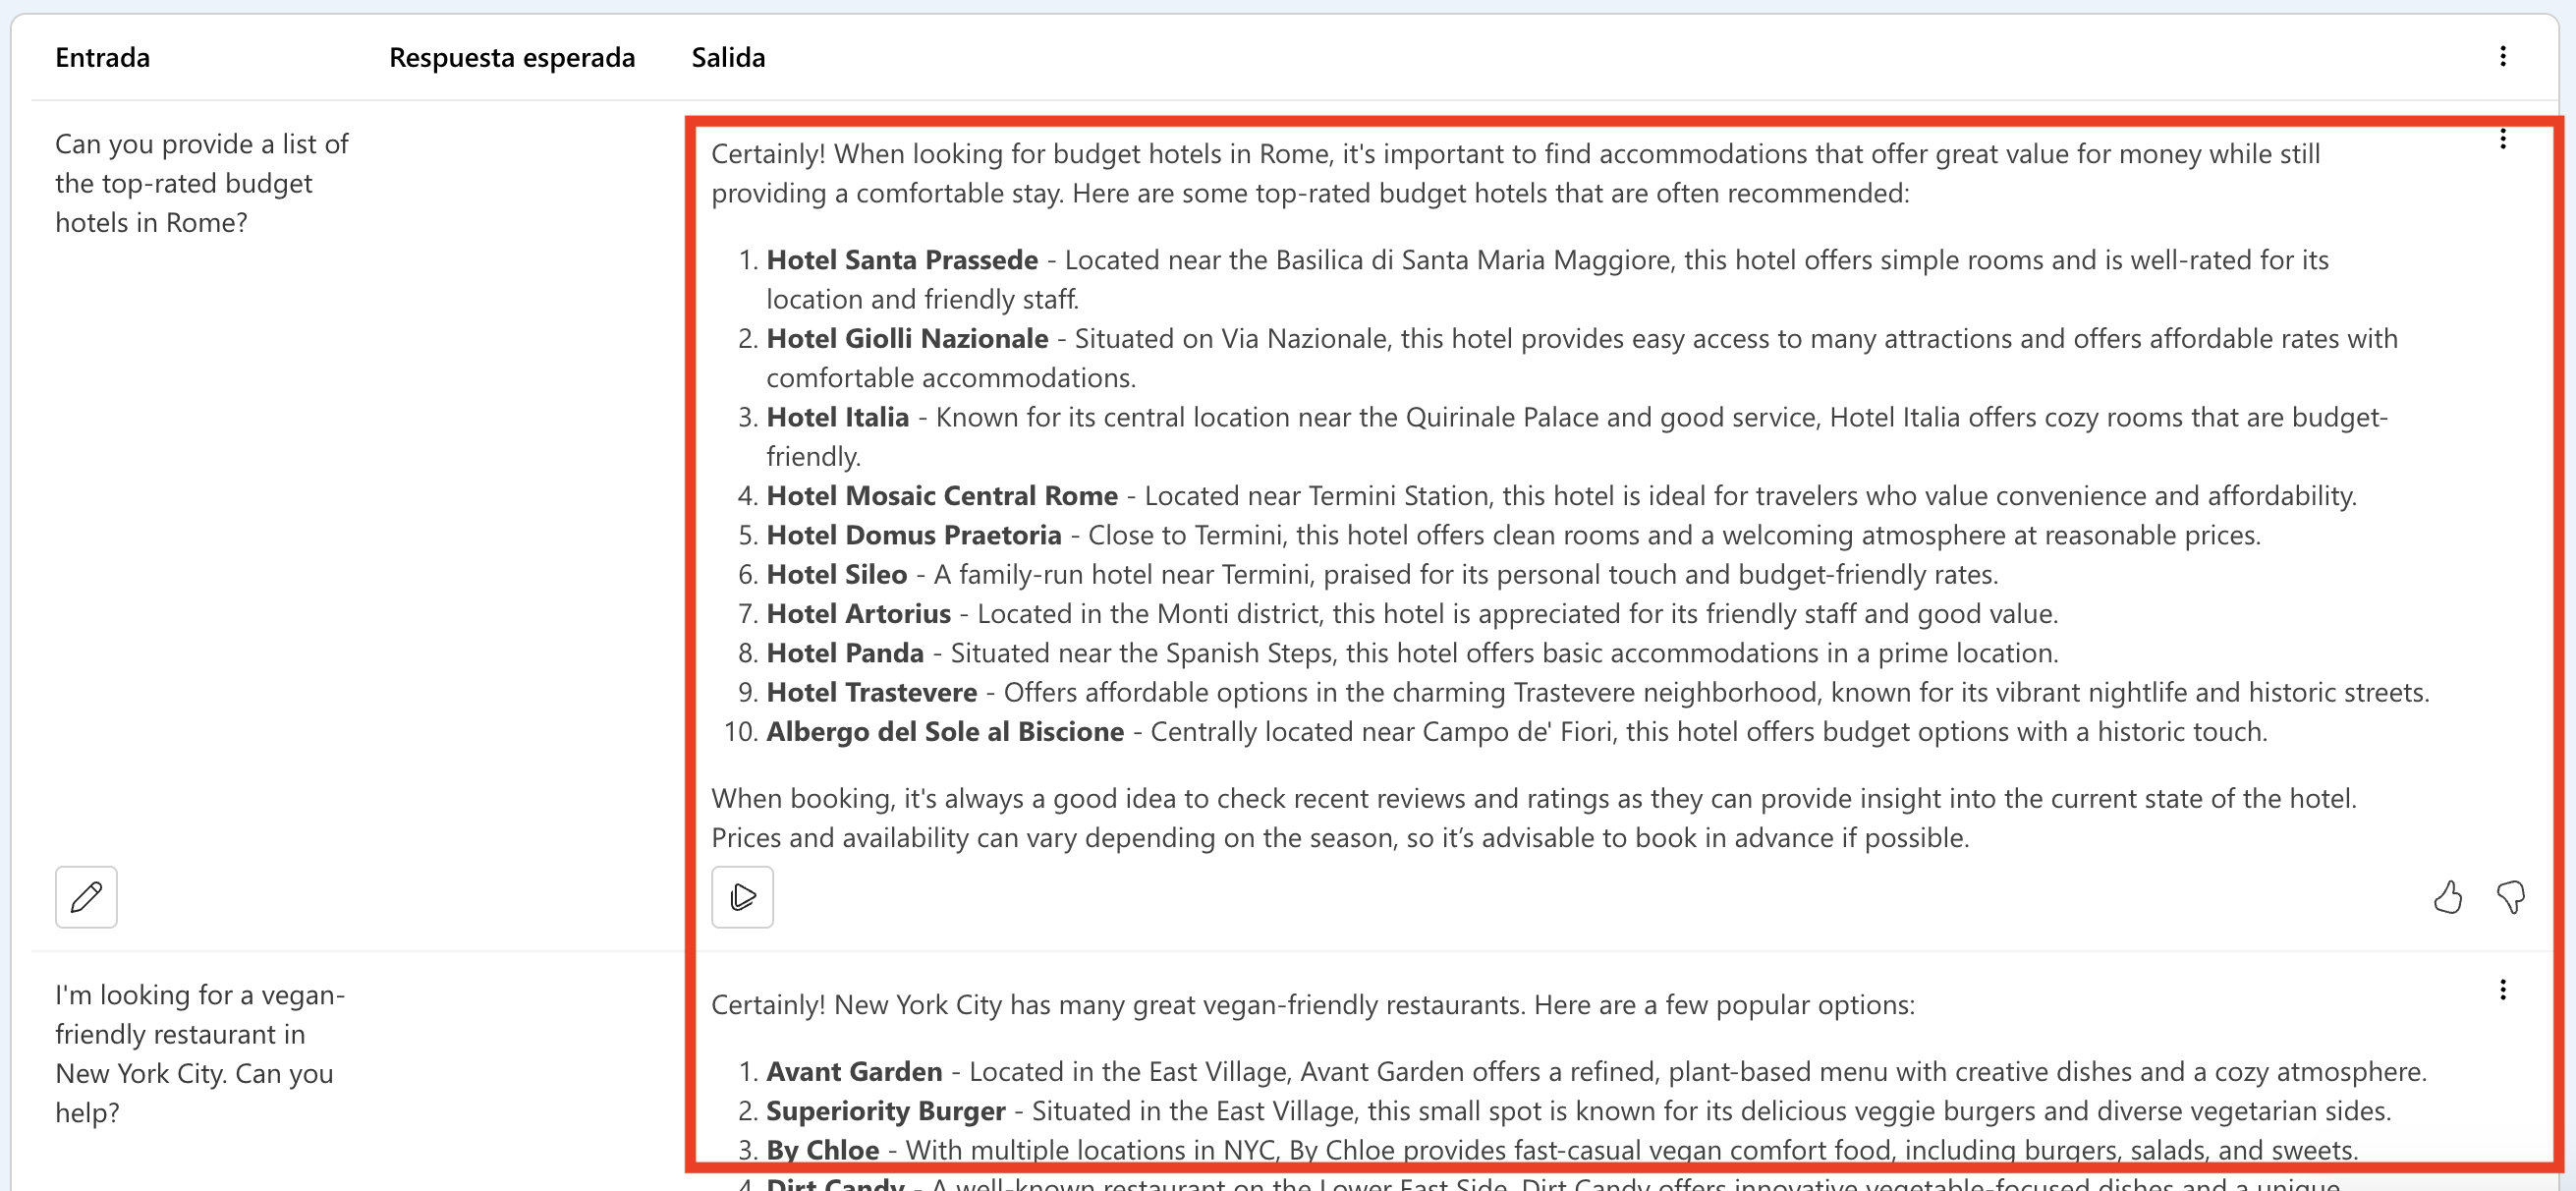 Entrada
Respuesta esperada
Salida
Can you provide a list of
the top-rated budget
hotels in Rome?
Certainly! When looking for budget hotels in Rome, it's important to find accommodations that offer great value for money while still
providing a comfortable stay. Here are some top-rated budget hotels that are often recommended:
1. Hotel Santa Prassede - Located near the Basilica di Santa Maria Maggiore, this hotel offers simple rooms and is well-rated for its
location and friendly staff.
2. Hotel Giolli Nazionale - Situated on Via Nazionale, this hotel provides easy access to many attractions and offers affordable rates with
comfortable accommodations.
3. Hotel Italia - Known for its central location near the Quirinale Palace and good service, Hotel Italia offers cozy rooms that are budget-
friendly.
4. Hotel Mosaic Central Rome - Located near Termini Station, this hotel is ideal for travelers who value convenience and affordability.
5. Hotel Domus Praetoria - Close to Termini, this hotel offers clean rooms and a welcoming atmosphere at reasonable prices.
6. Hotel Sileo - A family-run hotel near Termini, praised for its personal touch and budget-friendly rates.
7. Hotel Artorius - Located in the Monti district, this hotel is appreciated for its friendly staff and good value.
8. Hotel Panda - Situated near the Spanish Steps, this hotel offers basic accommodations in a prime location.
9. Hotel Trastevere - Offers affordable options in the charming Trastevere neighborhood, known for its vibrant nightlife and historic streets.
10. Albergo del Sole al Biscione - Centrally located near Campo de' Fiori, this hotel offers budget options with a historic touch.
When booking, it's always a good idea to check recent reviews and ratings as they can provide insight into the current state of the hotel.
Prices and availability can vary depending on the season, so it’s advisable to book in advance if possible.
I'm looking for a vegan-
friendly restaurant in
New York City. Can you
help?
Certainly! New York City has many great vegan-friendly restaurants. Here are a few popular options:
1. Avant Garden - Located in the East Village, Avant Garden offers a refined, plant-based menu with creative dishes and a cozy atmosphere.
2. Superiority Burger - Situated in the East Village, this small spot is known for its delicious veggie burgers and diverse vegetarian sides.
3. By Chloe - With multiple locations in NYC, By Chloe provides fast-casual vegan comfort food, including burgers, salads, and sweets.
4. Dirt Candy - A well-known restaurant on the Lower East Side, Dirt Candy offers innovative vegetable-focused dishes and a unique